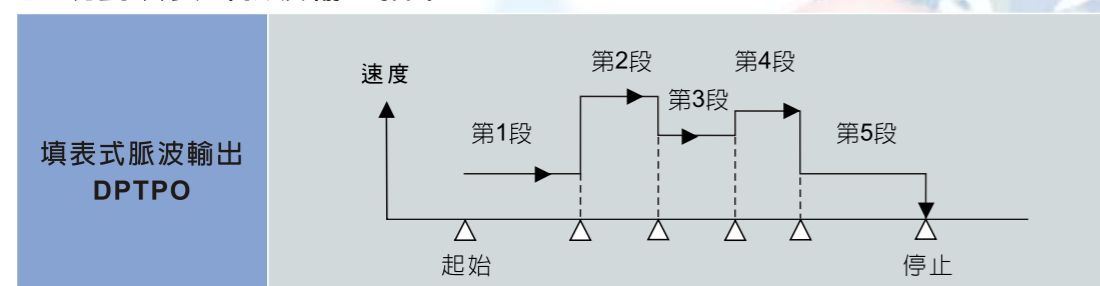 填表式脈波輸出
DPTPO
速度
第1段
第2段
第3段
第4段
第5段
起始
停止